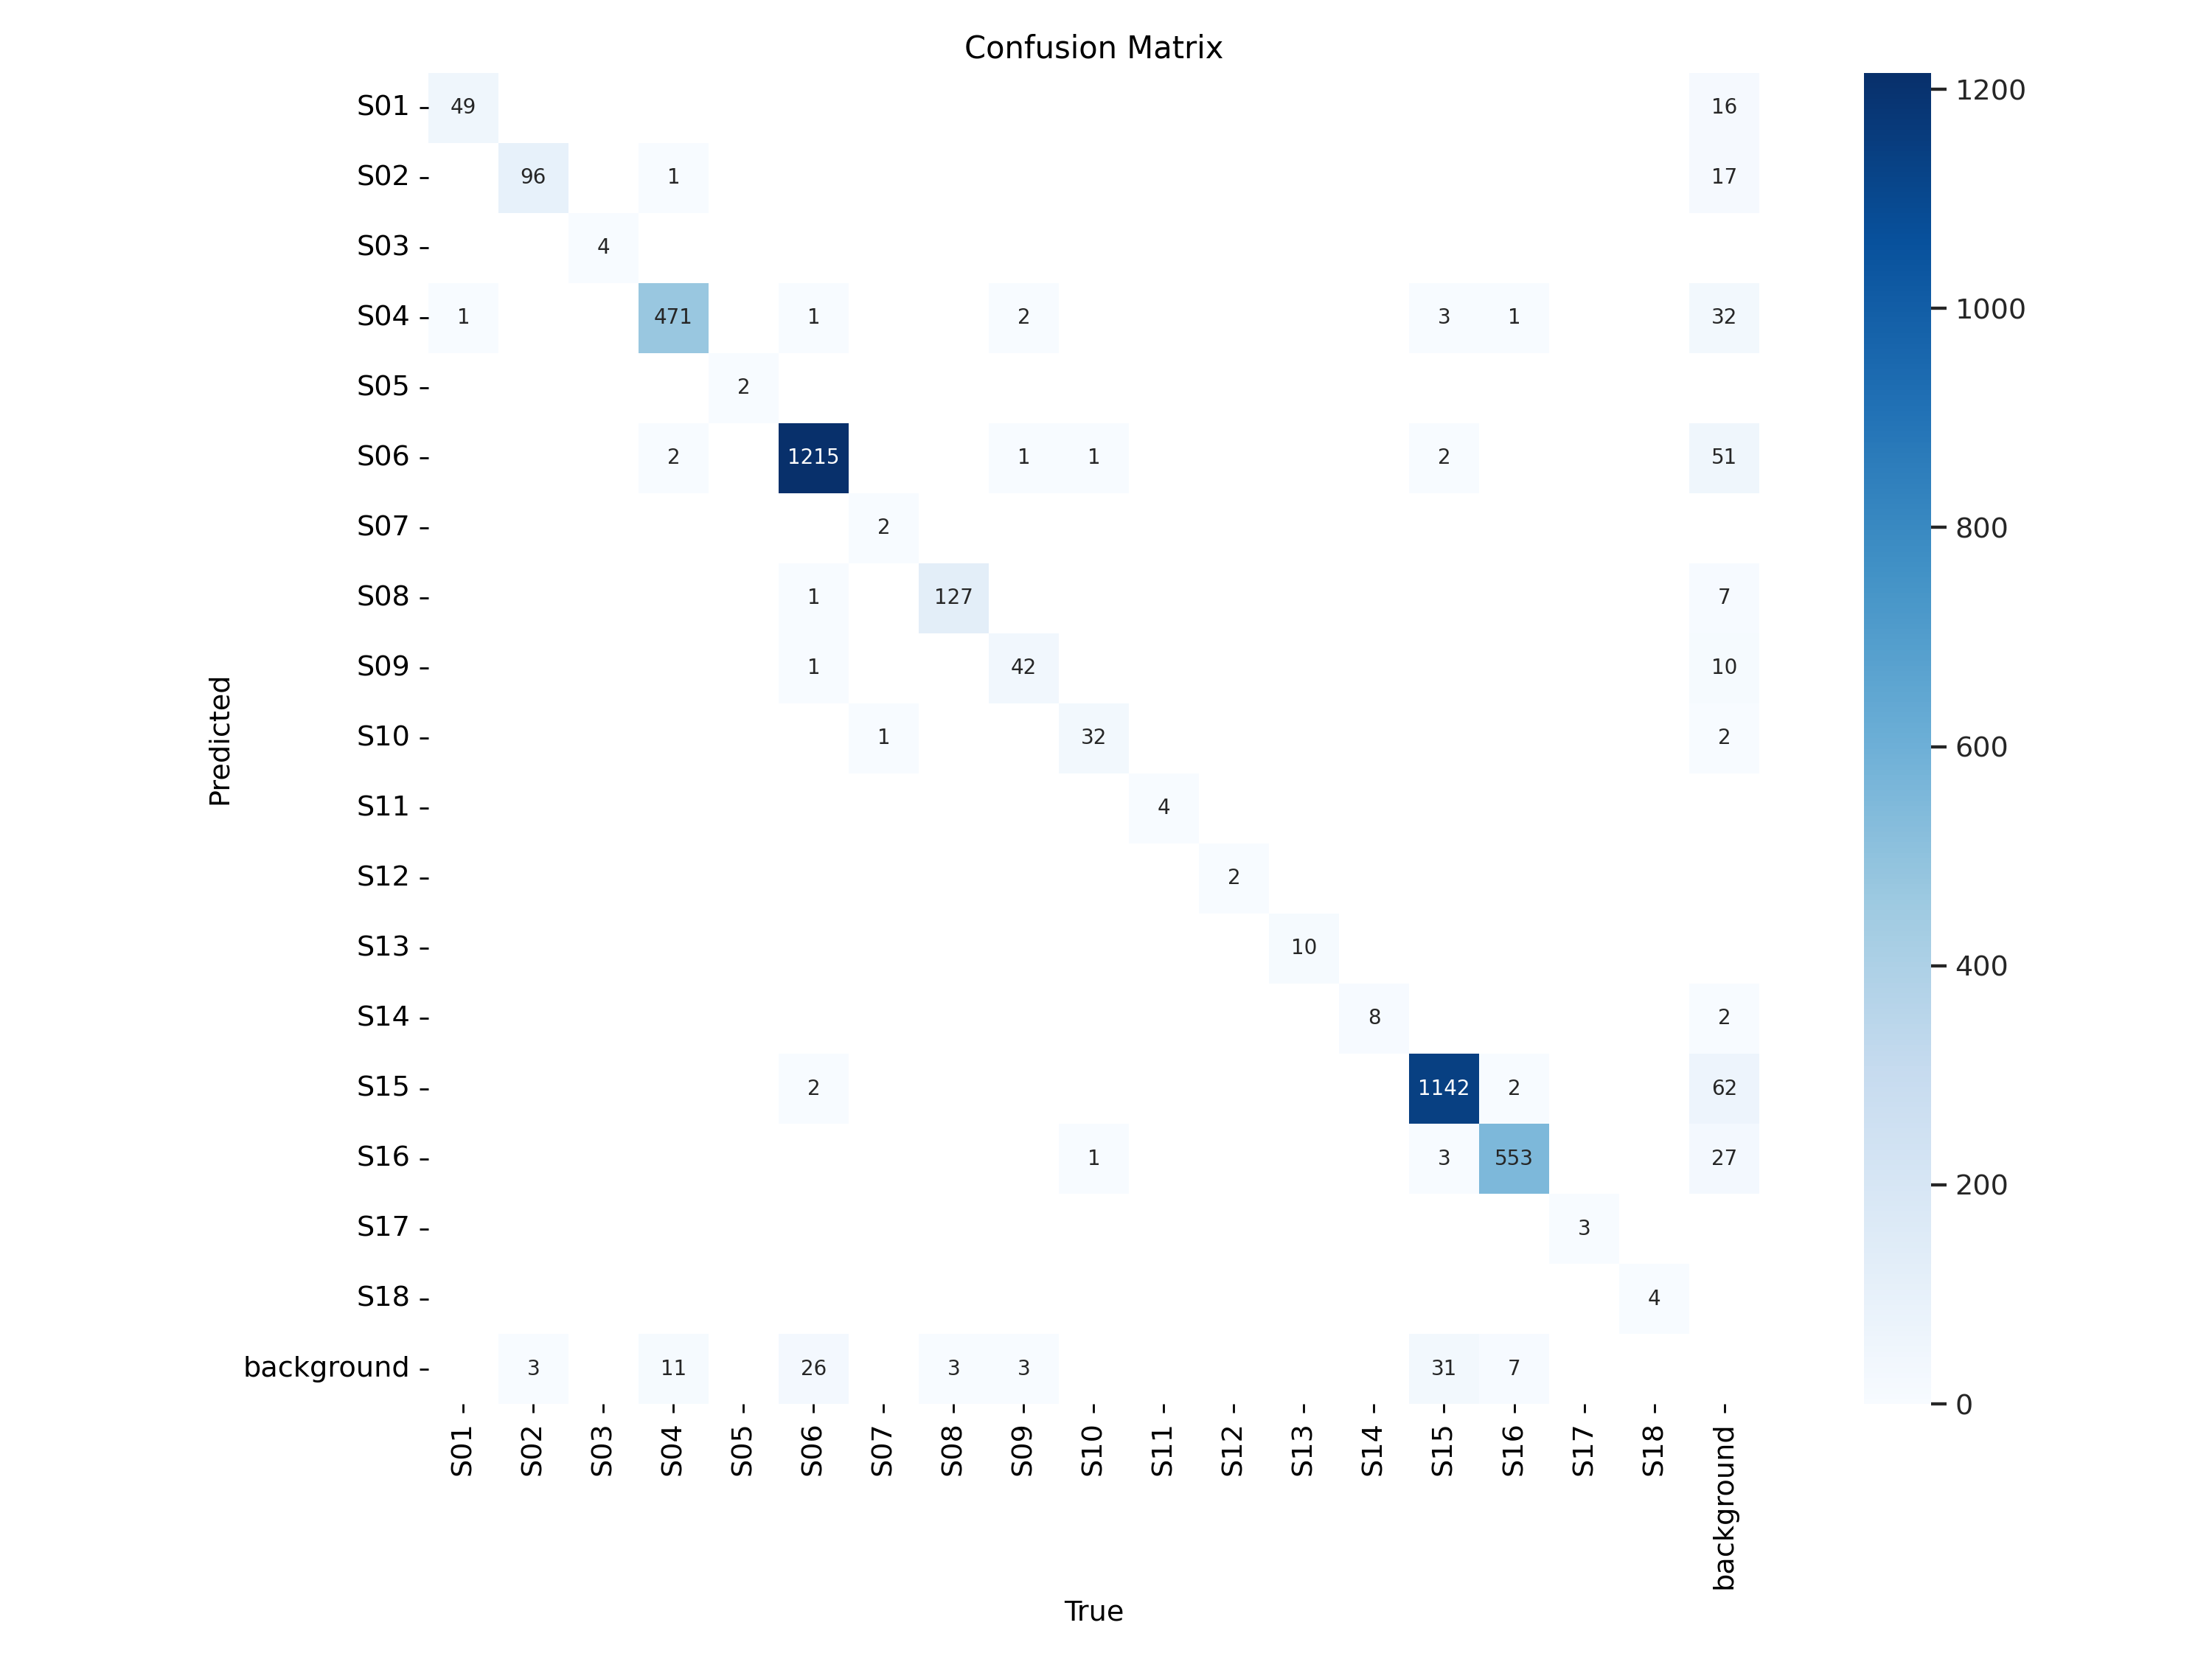 Confusion Matrix
S01 49 16
S02 96 1 17
S03 4
S04 1 471 1 2 3 1 32
S05 2
S06 2 1215 1 1 2 51
S07 2
S08 1 127 7
S09 1 42 10
S10 1 32 2
S11 4
S12 2
S13 10
S14 8 2
S15 2 1142 2 62
S16 1 3 553 27
S17 3
S18 4
background 3 11 26 3 3 31 7
S01 S02 S03 S04 S05 S06 S07 S08 S09 S10 S11 S12 S13 S14 S15 S16 S17 S18 background
True
Predicted
1200
1000
800
600
400
200
0